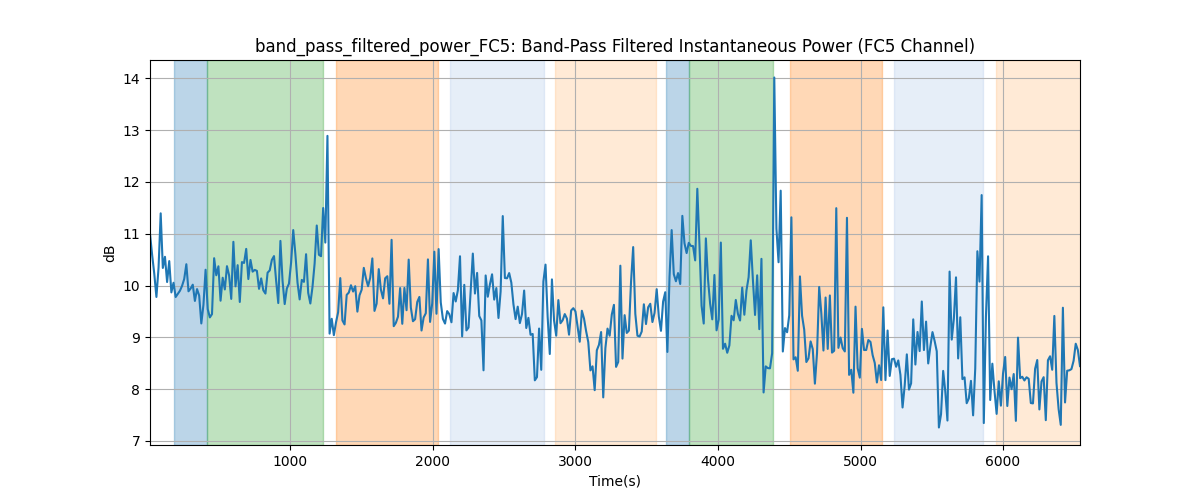 band_pass_filtered_power_FC5: Band-Pass Filtered Instantaneous Power (FC5 Channel)
14
13
12
11
10
9
8
7
dB
1000 2000 3000 4000 5000 6000
Time(s)